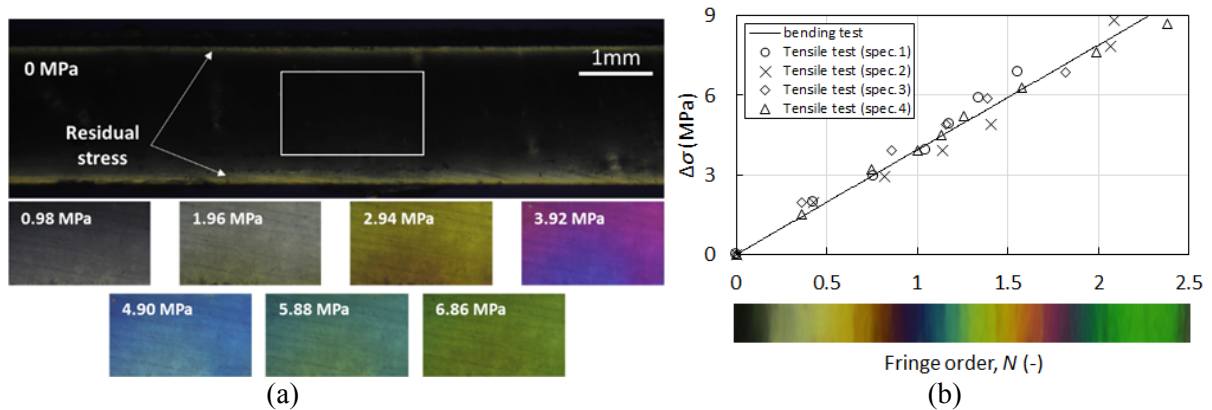 0 MPa
1mm
Residual
stress
0.98 MPa
1.96 MPa
2.94 MPa
3.92 MPa
4.90 MPa
5.88 MPa
6.86 MPa
(a)
(b)
9
6
3
0
Δσ (MPa)
bending test
Tensile test (spec.1)
Tensile test (spec.2)
Tensile test (spec.3)
Tensile test (spec.4)
0 0.5 1 1.5 2 2.5
Fringe order, N (-)
(b)